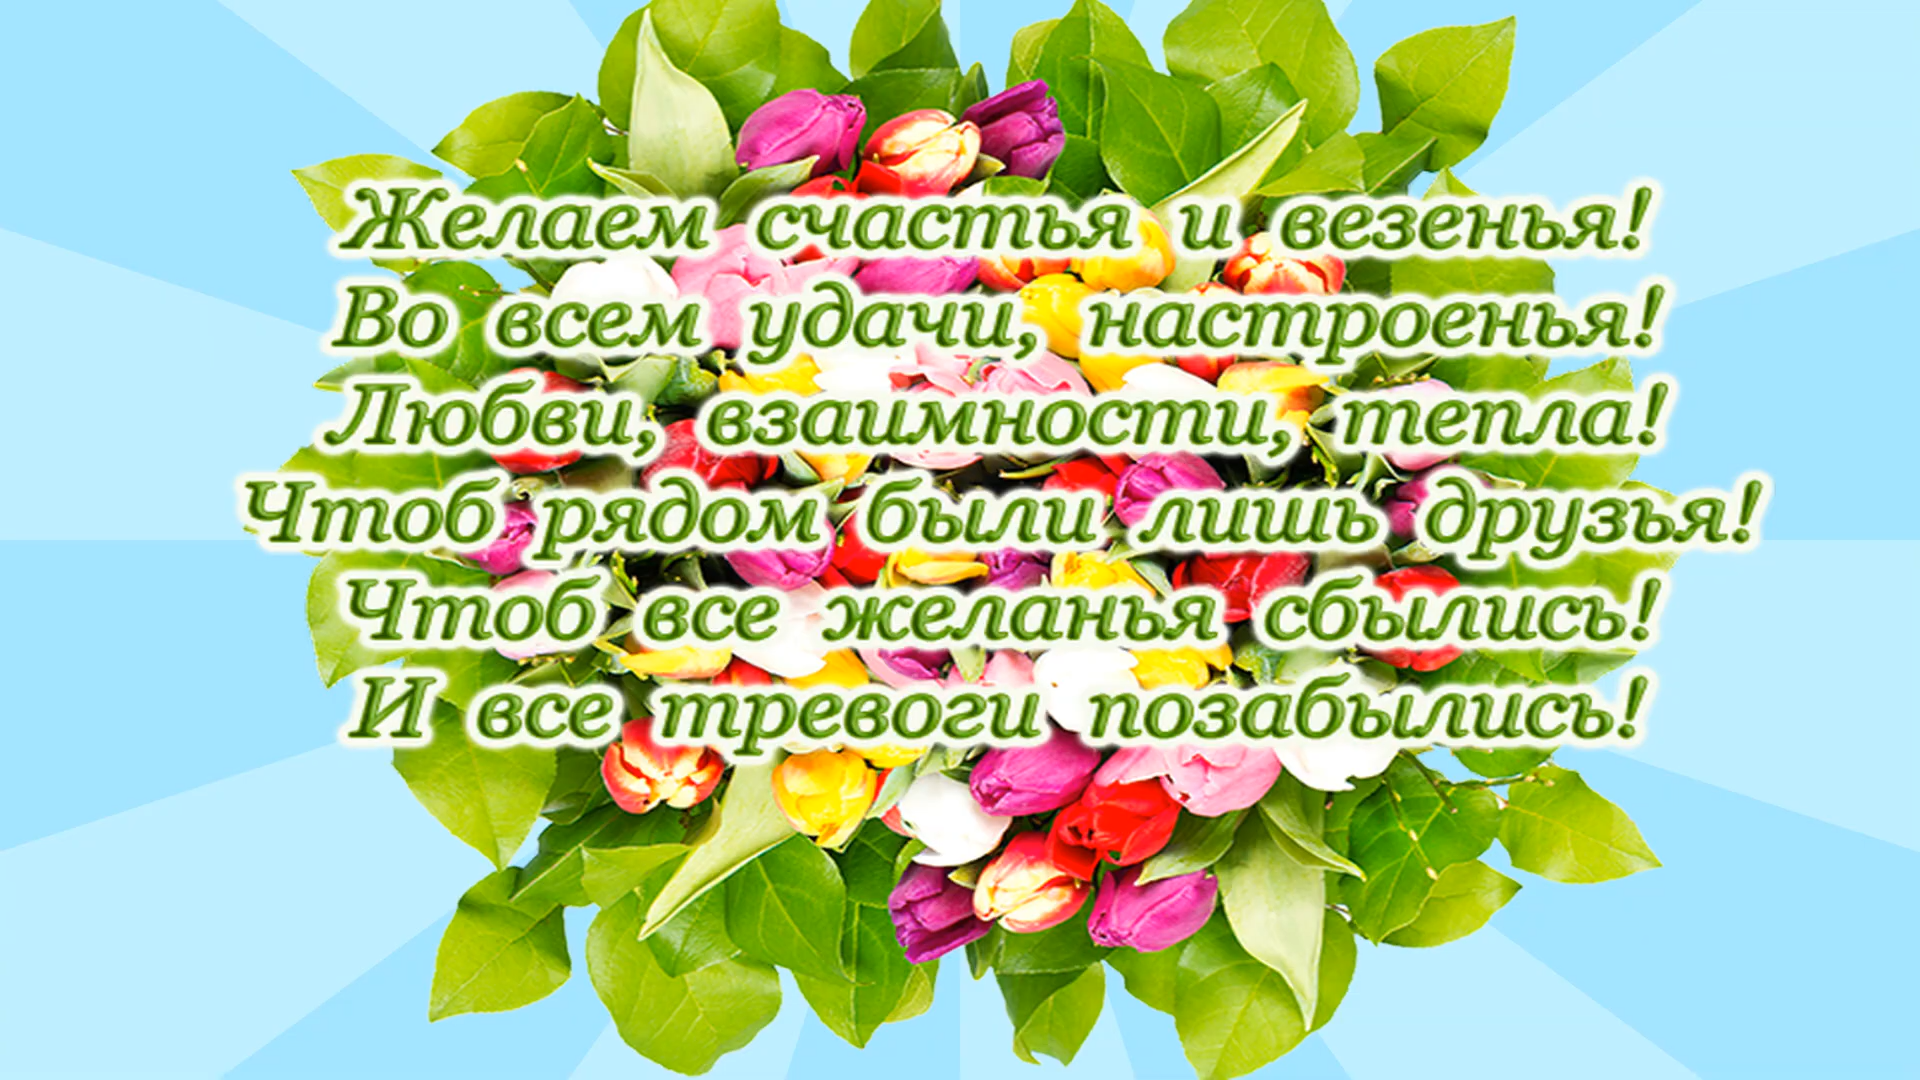 Желаем счастья и везенья!
Во всем удачи, настроенья!
Любви, взаимности, тепла!
Чтоб рядом были лишь друзья!
Чтоб все желанья сбылись!
И все тревоги позабылись!